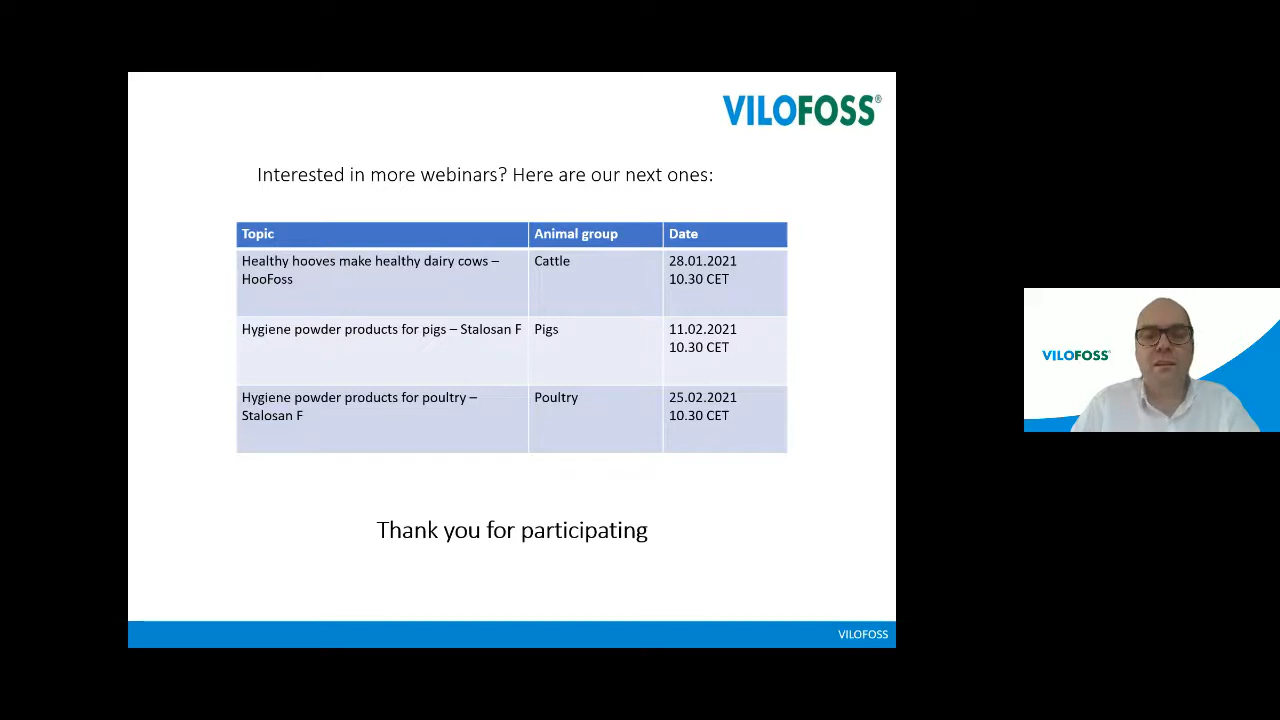 VILOFOSS®
Interested in more webinars? Here are our next ones:
Topic Animal group Date
Healthy hooves make healthy dairy cows – Cattle 28.01.2021
HooFoss 10.30 CET
Hygiene powder products for pigs – Stalosan F Pigs 11.02.2021
10.30 CET
Hygiene powder products for poultry – Poultry 25.02.2021
Stalosan F 10.30 CET
Thank you for participating
VILOFOSS
VILOFOSS®